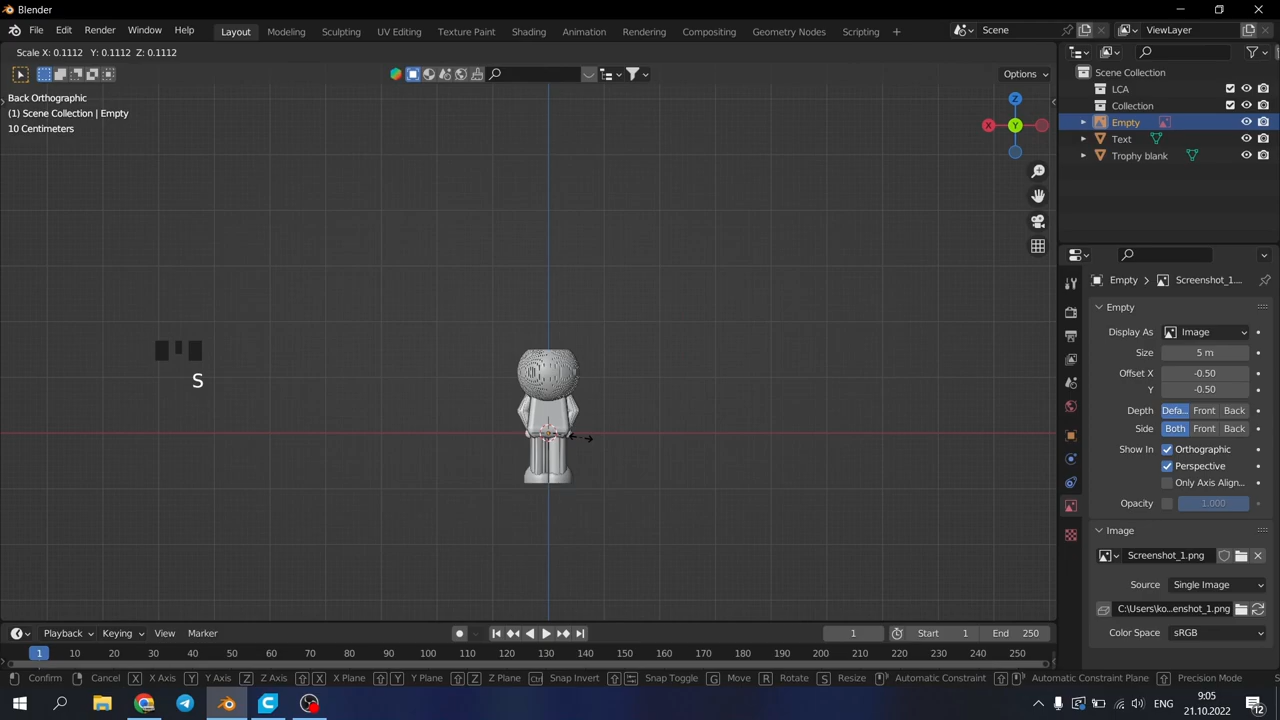 Blender
File Edit Render Window Help
Layout Modeling Sculpting UV Editing Texture Paint Shading Animation Rendering Compositing Geometry Nodes Scripting
Scene
ViewLayer
Scale X: 0.1112 Y: 0.1112 Z: 0.1112
Options
Back Orthographic
(1) Scene Collection | Empty
10 Centimeters
Z
X
Y
S
Scene Collection
LCA
Collection
Empty
Text
Trophy blank
Empty
Screenshot_1....
Empty
Display As Image
Size 5 m
Offset X -0.50
Y -0.50
Depth Defa... Front Back
Side Both Front Back
Show In Orthographic
Perspective
Only Axis Align...
Opacity 1.000
Image
Screenshot_1.png
Source Single Image
C:\Users\ko...enshot_1.png
Color Space sRGB
Playback Keying View Marker
1 Start 1 End 250
1 10 20 30 40 50 60 70 80 90 100 110 120 130 140 150 160 170 180 190 200 210 220 230 240 250
Confirm Cancel X X Axis Y Y Axis Z Z Axis X X Plane Y Y Plane Z Z Plane Ctrl Snap Invert Snap Toggle G Move R Rotate S Resize Automatic Constraint Automatic Constraint Plane Precision Mode
ENG
9:05
21.10.2022
12